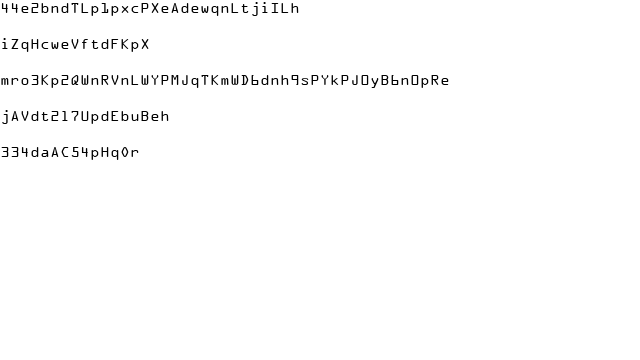 44e2bndTLp1pxcPXeAdewqnLtjiILh
iZqHcweVftdFKpX
mro3Kp2QWnRVnLWYPMJqTKmWD6dnh9sPYkPJOyB6nOpRe
jAVdt217UpdEbuBeh
334daAC54pHq0r